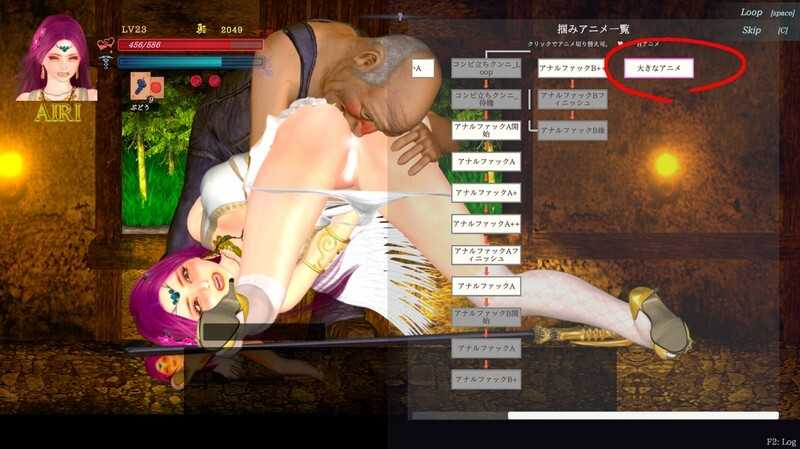 Loop [space]
Skip [C]
LV23
2049
456/586
9
ぶどう
AIRI
掴みアニメ一覧
クリックでアニメ切り替え可。
-A
コンビ立ちクンニ_Loop
コンビ立ちクンニ_待機
アナルファックA開始
アナルファックA
アナルファックA+
アナルファックA++
アナルファックAフィニッシュ
アナルファックA
アナルファックB開始
アナルファックA
アナルファックB+
アナルファックB++
アナルファックBフィニッシュ
アナルファックB後
大きなアニメ
F2: Log